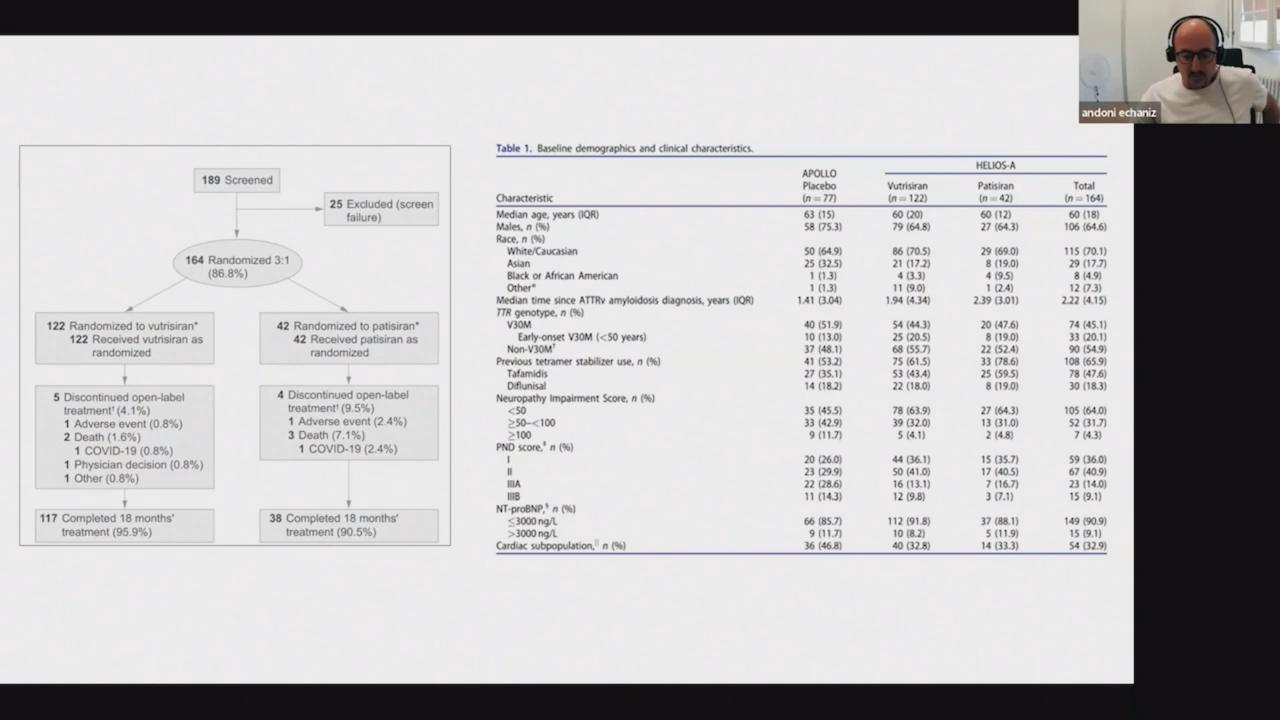 andoni echaniz
189 Screened
25 Excluded (screen
failure)
164 Randomized 3:1
(86.8%)
122 Randomized to vutrisiran*
122 Received vutrisiran as
randomized
42 Randomized to patisiran*
42 Received patisiran as
randomized
5 Discontinued open-label
treatment† (4.1%)
1 Adverse event (0.8%)
2 Death (1.6%)
1 COVID-19 (0.8%)
1 Physician decision (0.8%)
1 Other (0.8%)
4 Discontinued open-label
treatment† (9.5%)
1 Adverse event (2.4%)
3 Death (7.1%)
1 COVID-19 (2.4%)
117 Completed 18 months'
treatment (95.9%)
38 Completed 18 months'
treatment (90.5%)
Table 1. Baseline demographics and clinical characteristics.
HELIOS-A
Characteristic APOLLO Placebo (n = 77) Vutrisiran (n = 122) Patisiran (n = 42) Total (n = 164)
Median age, years (IQR) 63 (15) 60 (20) 60 (12) 60 (18)
Males, n (%) 58 (75.3) 79 (64.8) 27 (64.3) 106 (64.6)
Race, n (%)
White/Caucasian 50 (64.9) 86 (70.5) 29 (69.0) 115 (70.1)
Asian 25 (32.5) 21 (17.2) 8 (19.0) 29 (17.7)
Black or African American 1 (1.3) 4 (3.3) 4 (9.5) 8 (4.9)
Other* 1 (1.3) 11 (9.0) 1 (2.4) 12 (7.3)
Median time since ATTRv amyloidosis diagnosis, years (IQR) 1.41 (3.04) 1.94 (4.34) 2.39 (3.01) 2.22 (4.15)
TTR genotype, n (%)
V30M 40 (51.9) 54 (44.3) 20 (47.6) 74 (45.1)
Early-onset V30M (<50 years) 10 (13.0) 25 (20.5) 8 (19.0) 33 (20.1)
Non-V30M† 37 (48.1) 68 (55.7) 22 (52.4) 90 (54.9)
Previous tetramer stabilizer use, n (%) 41 (53.2) 75 (61.5) 33 (78.6) 108 (65.9)
Tafamidis 27 (35.1) 53 (43.4) 25 (59.5) 78 (47.6)
Diflunisal 14 (18.2) 22 (18.0) 8 (19.0) 30 (18.3)
Neuropathy Impairment Score, n (%)
<50 35 (45.5) 78 (63.9) 27 (64.3) 105 (64.0)
≥50–<100 33 (42.9) 39 (32.0) 13 (31.0) 52 (31.7)
≥100 9 (11.7) 5 (4.1) 2 (4.8) 7 (4.3)
PND score,‡ n (%)
I 20 (26.0) 44 (36.1) 15 (35.7) 59 (36.0)
II 23 (29.9) 50 (41.0) 17 (40.5) 67 (40.9)
IIIA 22 (28.6) 16 (13.1) 7 (16.7) 23 (14.0)
IIIB 11 (14.3) 12 (9.8) 3 (7.1) 15 (9.1)
NT-proBNP,§ n (%)
≤3000 ng/L 66 (85.7) 112 (91.8) 37 (88.1) 149 (90.9)
>3000 ng/L 9 (11.7) 10 (8.2) 5 (11.9) 15 (9.1)
Cardiac subpopulation,|| n (%) 36 (46.8) 40 (32.8) 14 (33.3) 54 (32.9)